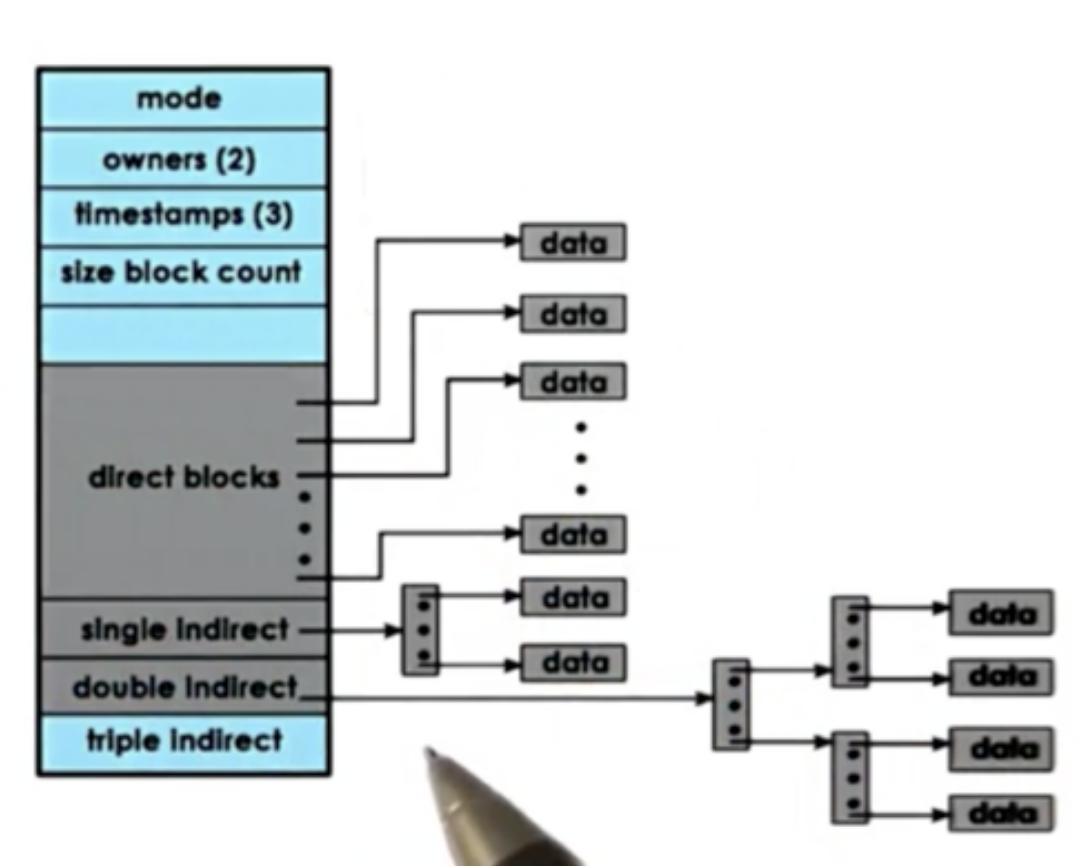 mode
owners (2)
timestamps (3)
size block count
data
data
data
direct blocks
data
data
single indirect
data
double indirect
triple indirect
data
data
data
data